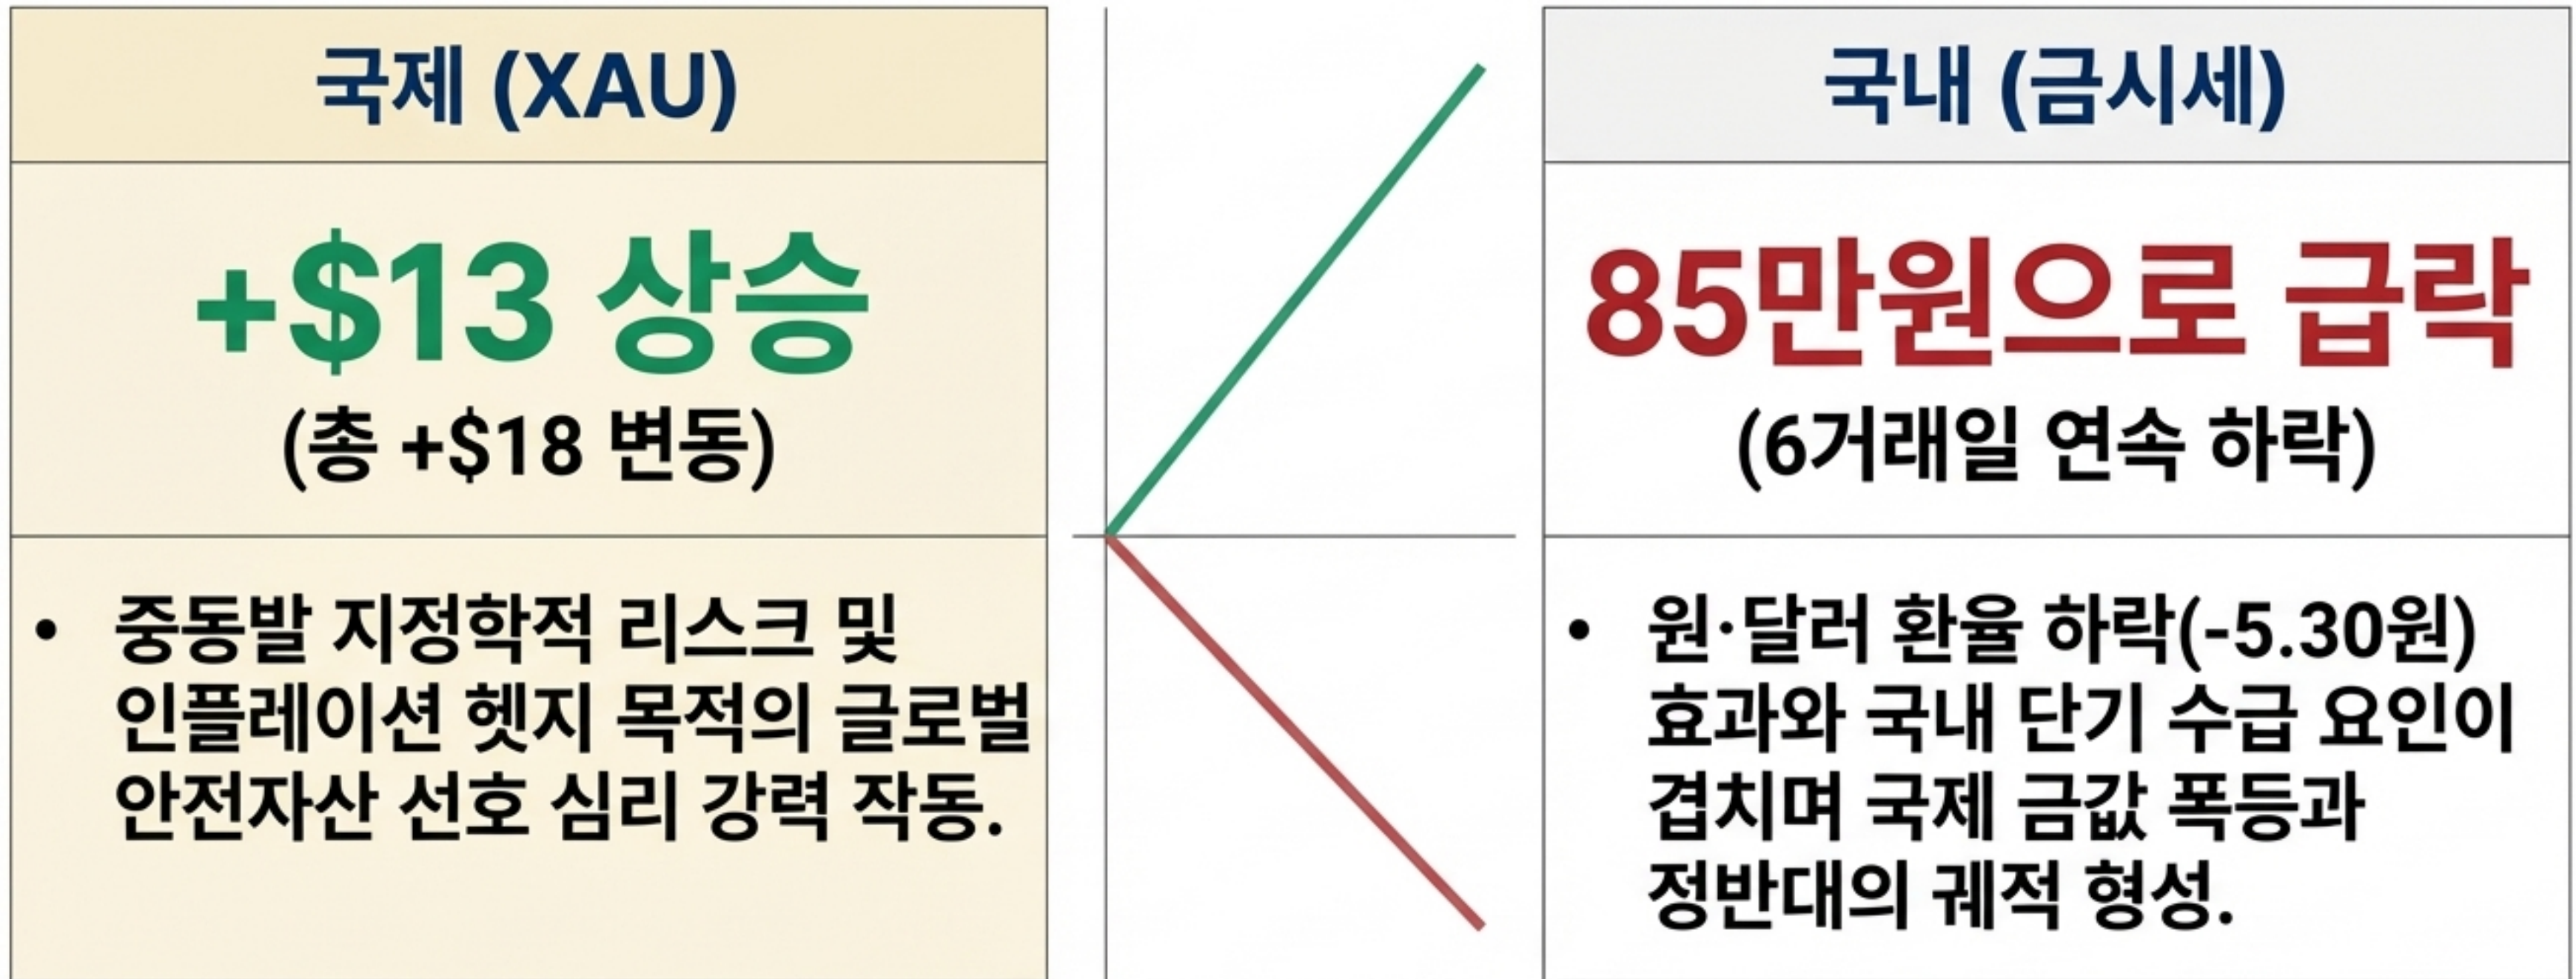 국제 (XAU)
+$13 상승
(총 +$18 변동)
• 중동발 지정학적 리스크 및
인플레이션 헷지 목적의 글로벌
안전자산 선호 심리 강력 작동.
국내 (금시세)
85만원으로 급락
(6거래일 연속 하락)
• 원·달러 환율 하락(-5.30원)
효과와 국내 단기 수급 요인이
겹치며 국제 금값 폭등과
정반대의 궤적 형성.